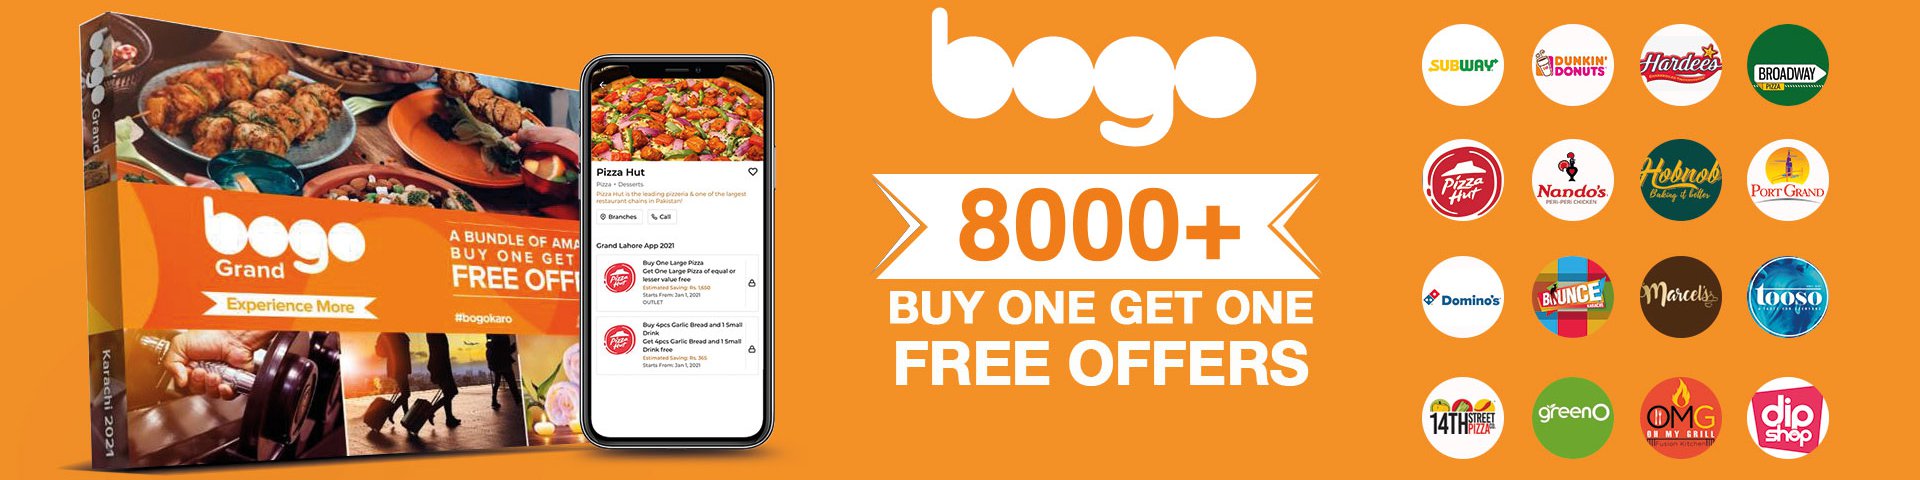 bogo
Grand
Karachi 2021
bogo
Grand
Experience More
A BUNDLE OF AMA
BUY ONE GET
FREE OFF
#bogokaro
Pizza Hut
Pizza • Desserts
Pizza Hut is the leading pizzeria & one of the largest
restaurant chains in Pakistan!
Branches
Call
Grand Lahore App 2021
Pizza
Hut
Buy One Large Pizza
Get One Large Pizza of equal or
lesser value free
Estimated Saving: Rs. 1,650
Starts From: Jan 1, 2021
OUTLET
Pizza
Hut
Buy 4pcs Garlic Bread and 1 Small
Drink
Get 4pcs Garlic Bread and 1 Small
Drink free
Estimated Saving: Rs. 365
Starts From: Jan 1, 2021
bogo
8000+
BUY ONE GET ONE
FREE OFFERS
SUBWAY
DUNKIN'
DONUTS
Hardee's
BROADWAY
PIZZA
Pizza
Hut
Nando's
PERI-PERI CHICKEN
Hobnob
Baking it better
PORT GRAND
Domino's
BOUNCE
Marcel's
tooso
14TH STREET
PIZZA CO.
greenO
OMG
OH MY GRILL
Fusion Kitchen
dip
shop